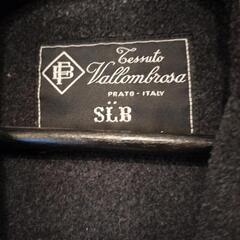 Tessuto
Vallombrosa
PRATO - ITALY
SLB